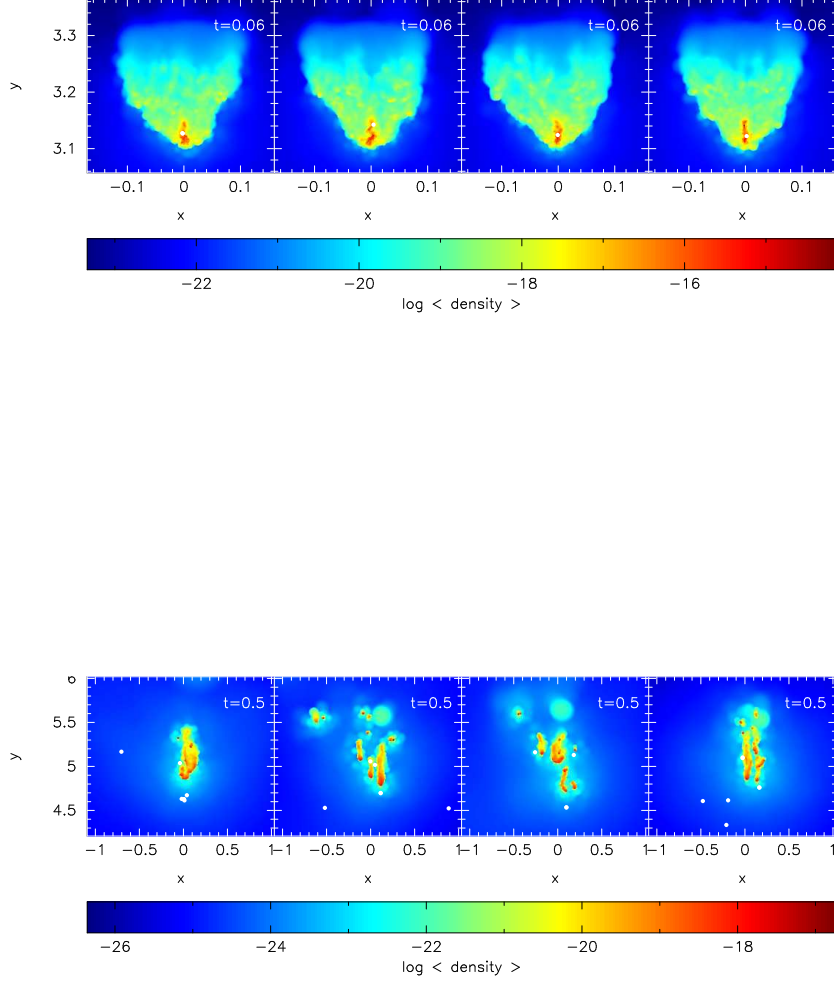 t=0.06 t=0.06 t=0.06 t=0.06
3.3
3.2
3.1
y
−0.1 0 0.1 −0.1 0 0.1 −0.1 0 0.1 −0.1 0 0.1
x x x x
−22 −20 −18 −16
log < density >
6
t=0.5 t=0.5 t=0.5 t=0.5
5.5
5
4.5
y
−1 −0.5 0 0.5 1−1 −0.5 0 0.5 1−1 −0.5 0 0.5 1−1 −0.5 0 0.5 1
x x x x
−26 −24 −22 −20 −18
log < density >